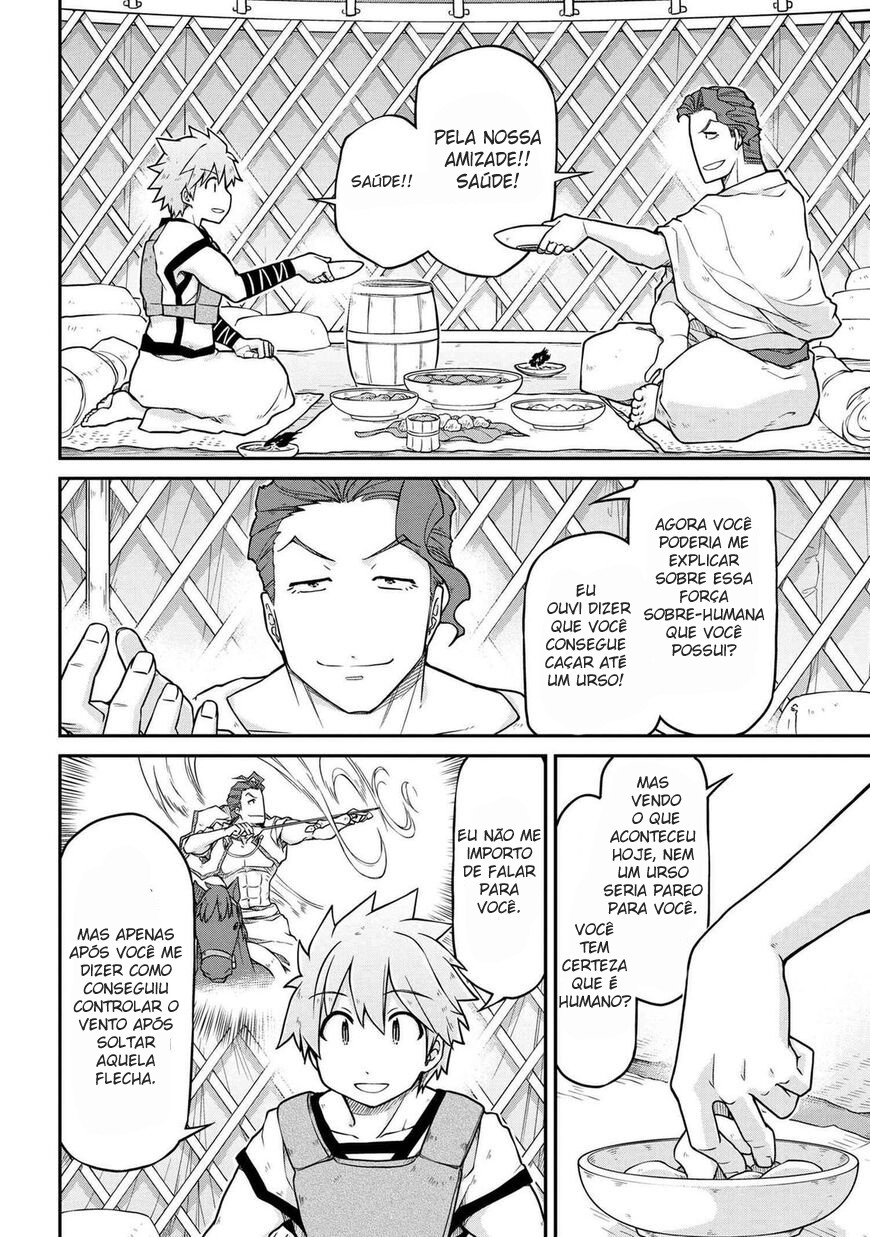 PELA NOSSA
AMIZADE!!
SAÚDE!
SAÚDE!!
AGORA VOCÊ
PODERIA ME
EXPLICAR
SOBRE ESSA
FORÇA
SOBRE-HUMANA
QUE VOCÊ
POSSUI?
EU
OUVI DIZER
QUE VOCÊ
CONSEGUE
CAÇAR ATÉ
UM URSO!
EU NÃO ME
IMPORTO
DE FALAR
PARA
VOCÊ.
MAS APENAS
APÓS VOCÊ ME
DIZER COMO
CONSEGUIU
CONTROLAR O
VENTO APÓS
SOLTAR
AQUELA
FLECHA.
MAS
VENDO
O QUE
ACONTECEU
HOJE, NEM
UM URSO
SERIA PAREO
PARA VOCÊ.
VOCÊ
TEM
CERTEZA
QUE É
HUMANO?